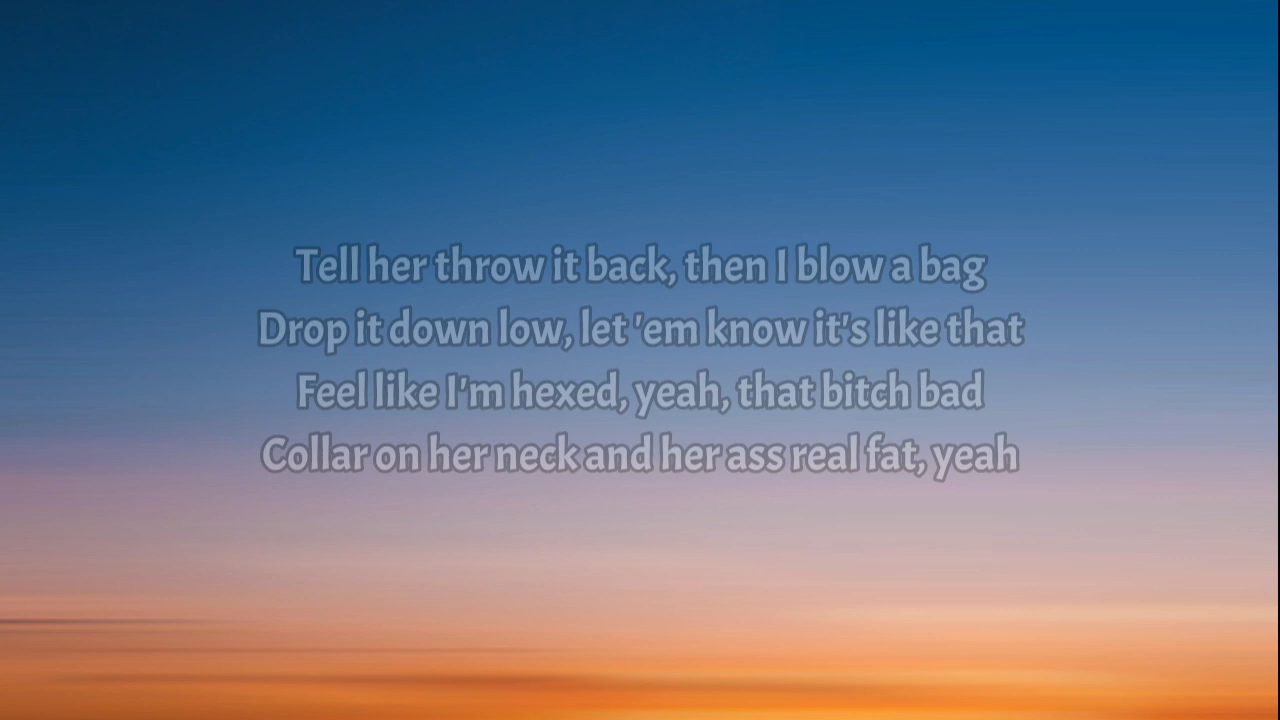 Tell her throw it back, then I blow a bag
Drop it down low, let 'em know it's like that
Feel like I'm hexed, yeah, that bitch bad
Collar on her neck and her ass real fat, yeah